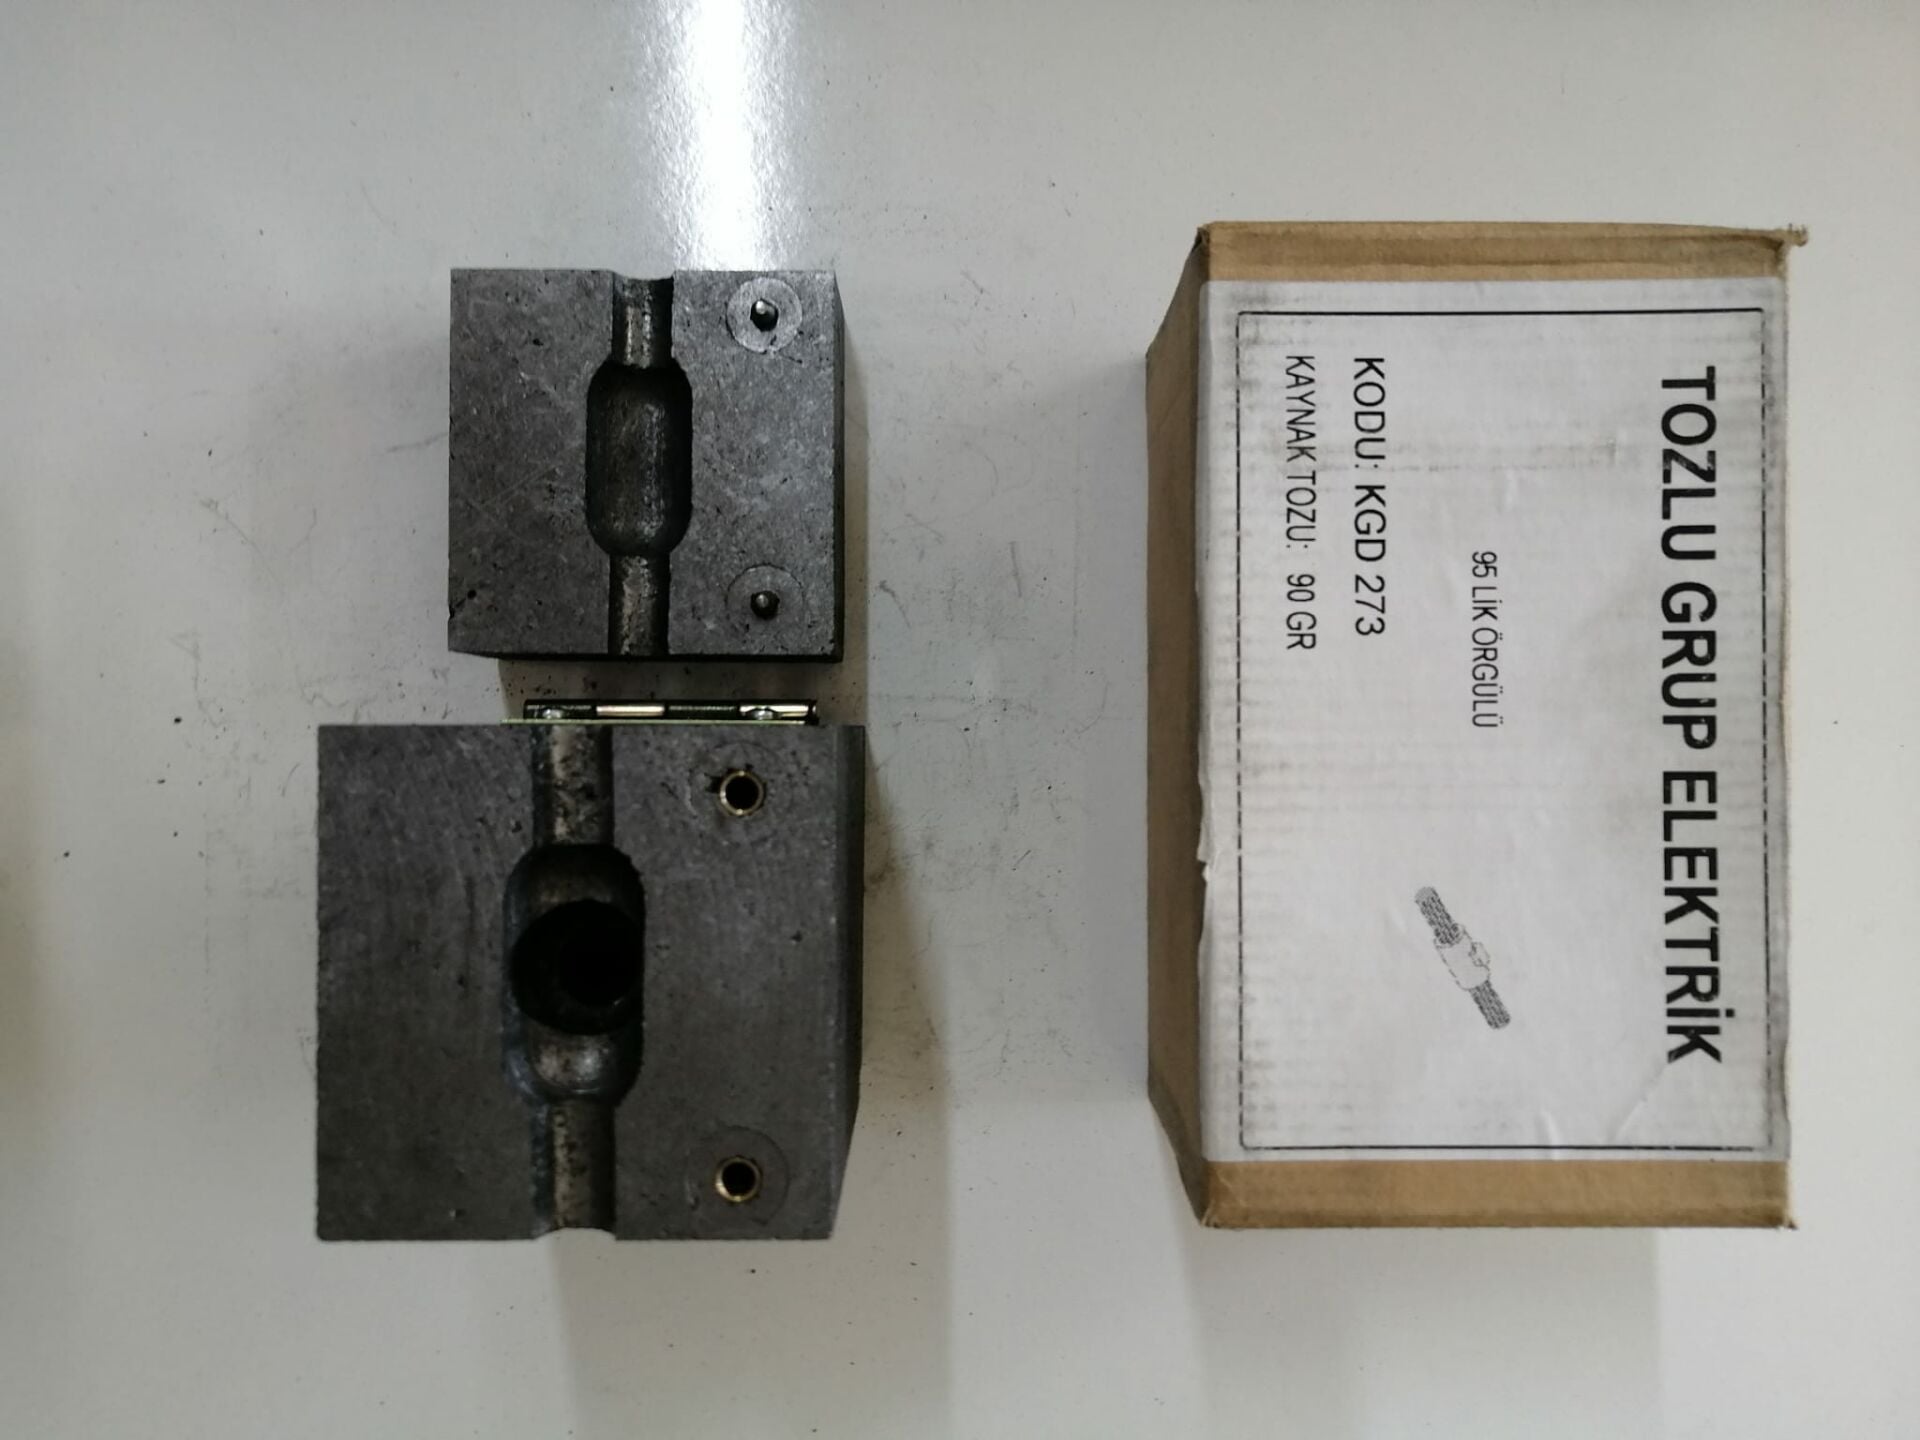 TOZLU GRUP ELEKTRİK
95 LİK ÖRGÜLÜ
KODU: KGD 273
KAYNAK TOZU: 90 GR